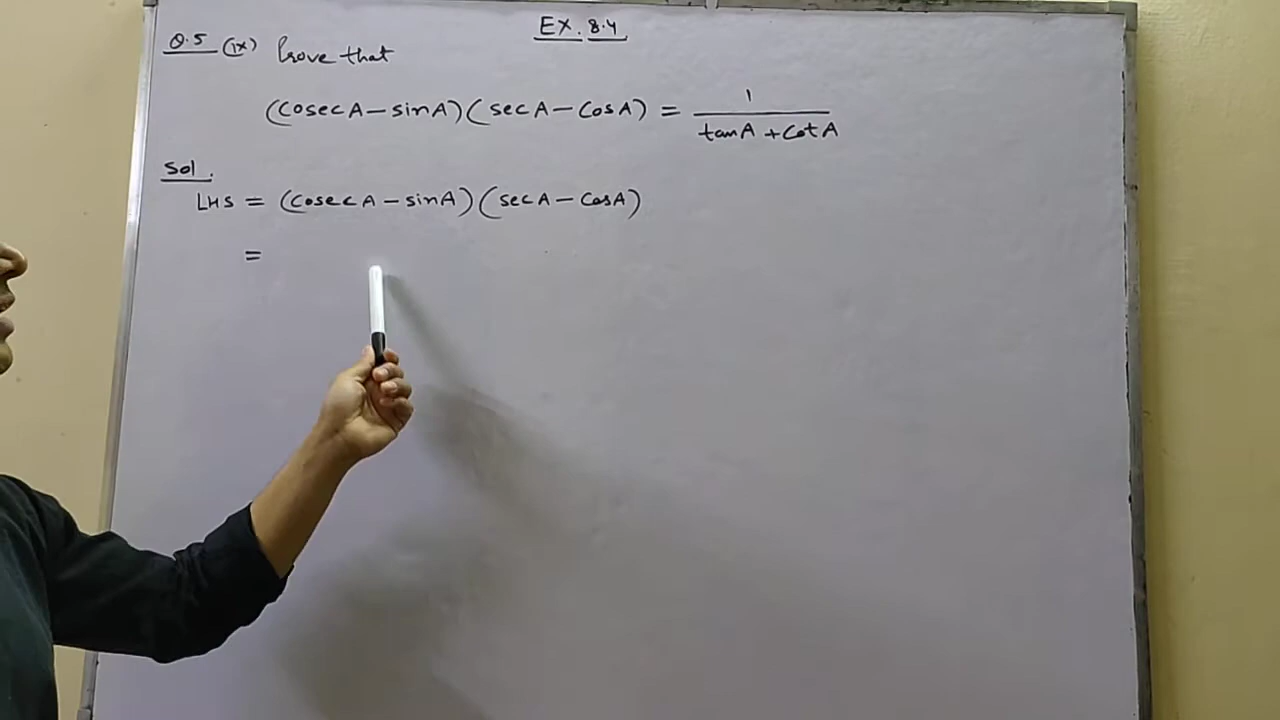 Ex. 8.4
Q.5 (ix) Prove that
(cosecA-sinA)(secA-cosA) = 1/(tanA+cotA)
Sol.
LHS = (cosecA-sinA)(secA-cosA)
=